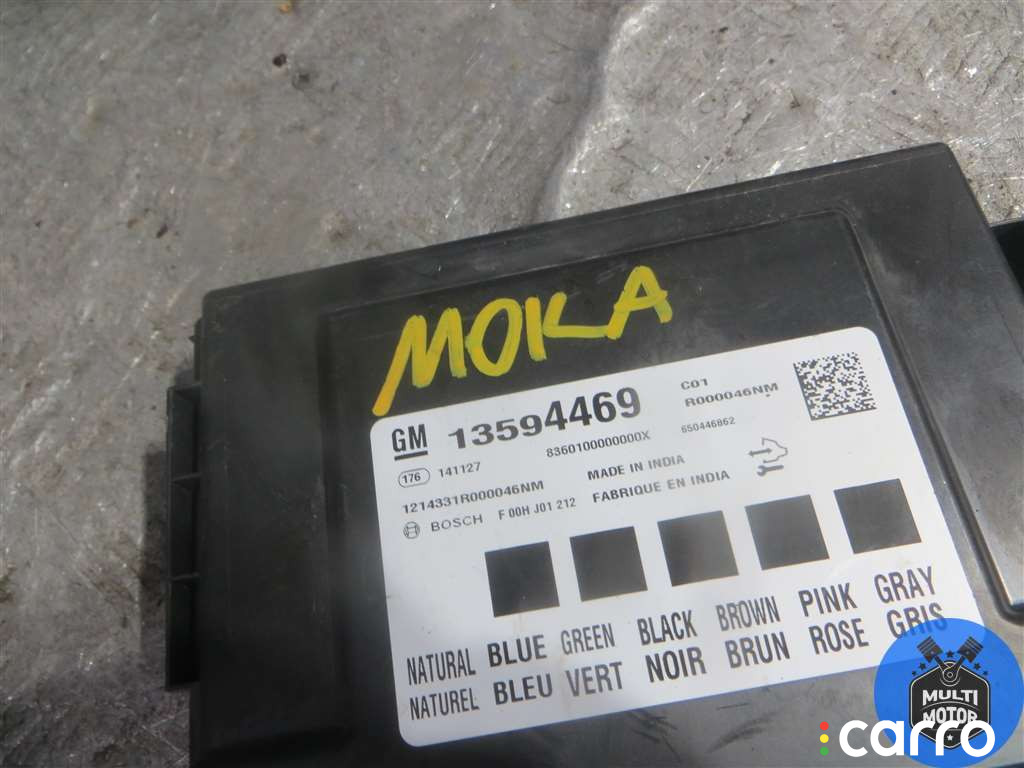 MOKA
GM 13594469 C01
R000046NM
8360100000000X 650446862
176 141127
1214331R000046NM MADE IN INDIA
BOSCH F 00H J01 212 FABRIQUE EN INDIA
NATURAL BLUE GREEN BLACK BROWN PINK GRAY
NATUREL BLEU VERT NOIR BRUN ROSE GRIS
MULTI
MOTOR
carro